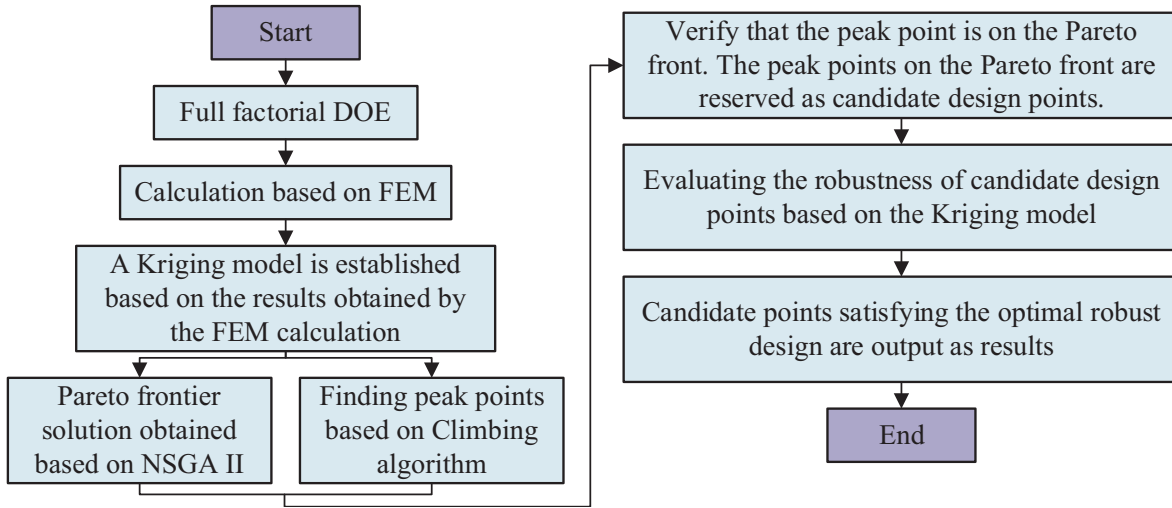 Start
Full factorial DOE
Calculation based on FEM
A Kriging model is established
based on the results obtained by
the FEM calculation
Pareto frontier
solution obtained
based on NSGA II
Finding peak points
based on Climbing
algorithm
Verify that the peak point is on the Pareto
front. The peak points on the Pareto front are
reserved as candidate design points.
Evaluating the robustness of candidate design
points based on the Kriging model
Candidate points satisfying the optimal robust
design are output as results
End